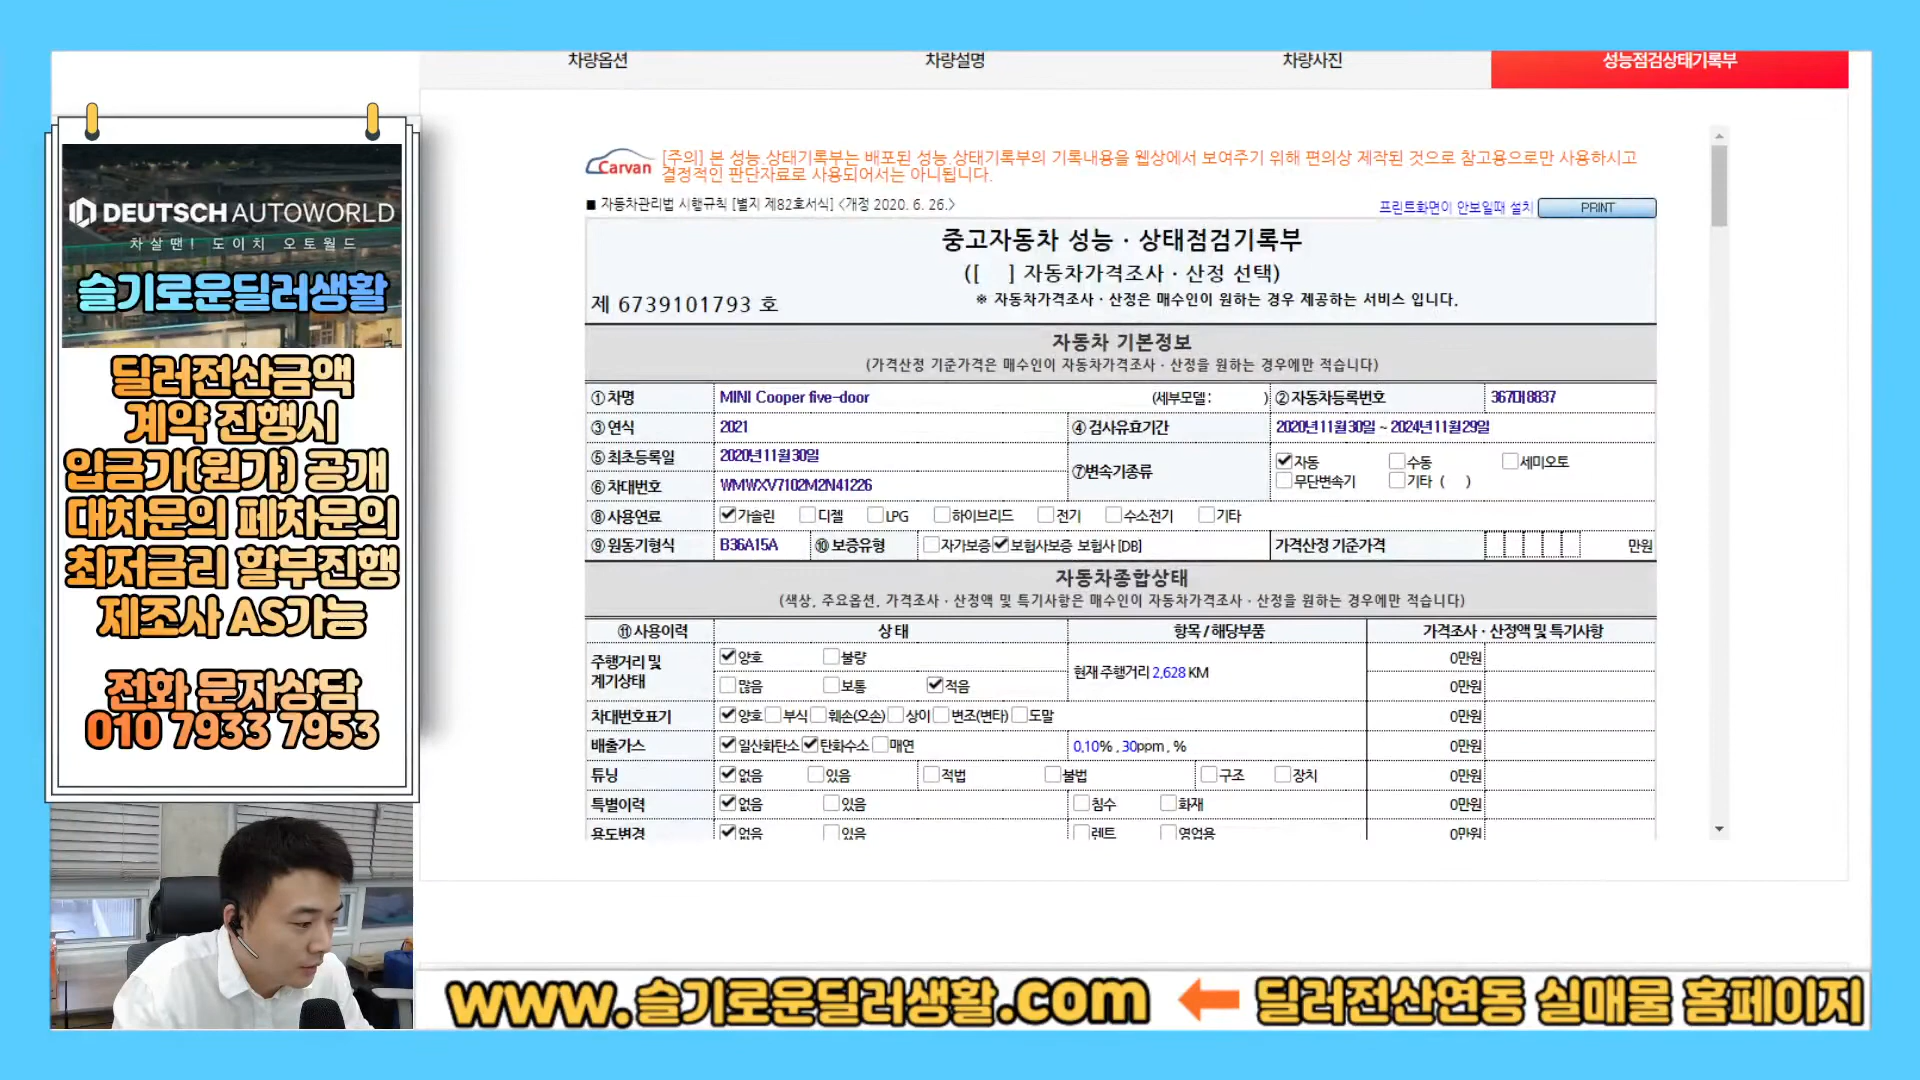 차량옵션 차량설명 차량사진 성능점검상태기록부
DEUTSCH AUTOWORLD
차살땐! 도이치 오토월드
슬기로운딜러생활
딜러전산금액
계약 진행시
입금가(원가) 공개
대차문의 폐차문의
최저금리 할부진행
제조사 AS가능
전화 문자상담
010 7933 7953
Carvan
[주의] 본 성능.상태기록부는 배포된 성능.상태기록부의 기록내용을 웹상에서 보여주기 위해 편의상 제작된 것으로 참고용으로만 사용하시고
결정적인 판단자료로 사용되어서는 아니됩니다.
■ 자동차관리법 시행규칙 [별지 제82호서식] <개정 2020. 6. 26.>
프린트화면이 안보일때 설치 PRINT
중고자동차 성능 · 상태점검기록부
([ ] 자동차가격조사 · 산정 선택)
제 6739101793 호
※ 자동차가격조사 · 산정은 매수인이 원하는 경우 제공하는 서비스 입니다.
자동차 기본정보
(가격산정 기준가격은 매수인이 자동차가격조사 · 산정을 원하는 경우에만 적습니다)
① 차명 MINI Cooper five-door (세부모델 : ) ② 자동차등록번호 367머8837
③ 연식 2021 ④ 검사유효기간 2020년11월30일 ~ 2024년11월29일
⑤ 최초등록일 2020년11월30일
⑦변속기종류 자동 수동 세미오토
무단변속기 기타 ( )
⑥ 차대번호 WMWXV7102M2N41226
⑧ 사용연료 가솔린 디젤 LPG 하이브리드 전기 수소전기 기타
⑨ 원동기형식 B36A15A ⑩ 보증유형 자가보증 보험사보증 보험사 [DB] 가격산정 기준가격 만원
자동차종합상태
(색상, 주요옵션, 가격조사 · 산정액 및 특기사항은 매수인이 자동차가격조사 · 산정을 원하는 경우에만 적습니다)
⑪ 사용이력 상 태 항목 / 해당부품 가격조사 · 산정액 및 특기사항
주행거리 및
계기상태
양호 불량 0만원
현재 주행거리 2,628 KM
많음 보통 적음 0만원
차대번호표기 양호 부식 훼손(오손) 상이 변조(변타) 도말 0만원
배출가스 일산화탄소 탄화수소 매연 0.10% , 30ppm , % 0만원
튜닝 없음 있음 적법 불법 구조 장치 0만원
특별이력 없음 있음 침수 화재 0만원
용도변경 없음 있음 렌트 영업용 0만원
www.슬기로운딜러생활.com ← 딜러전산연동 실매물 홈페이지